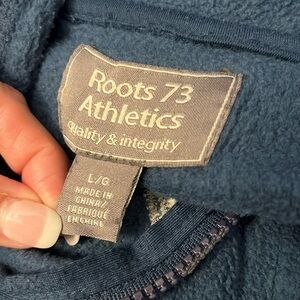 Roots 73
Athletics
quality & integrity
L/G
MADE IN
CHINA/
FABRIQUÉ
EN CHINE